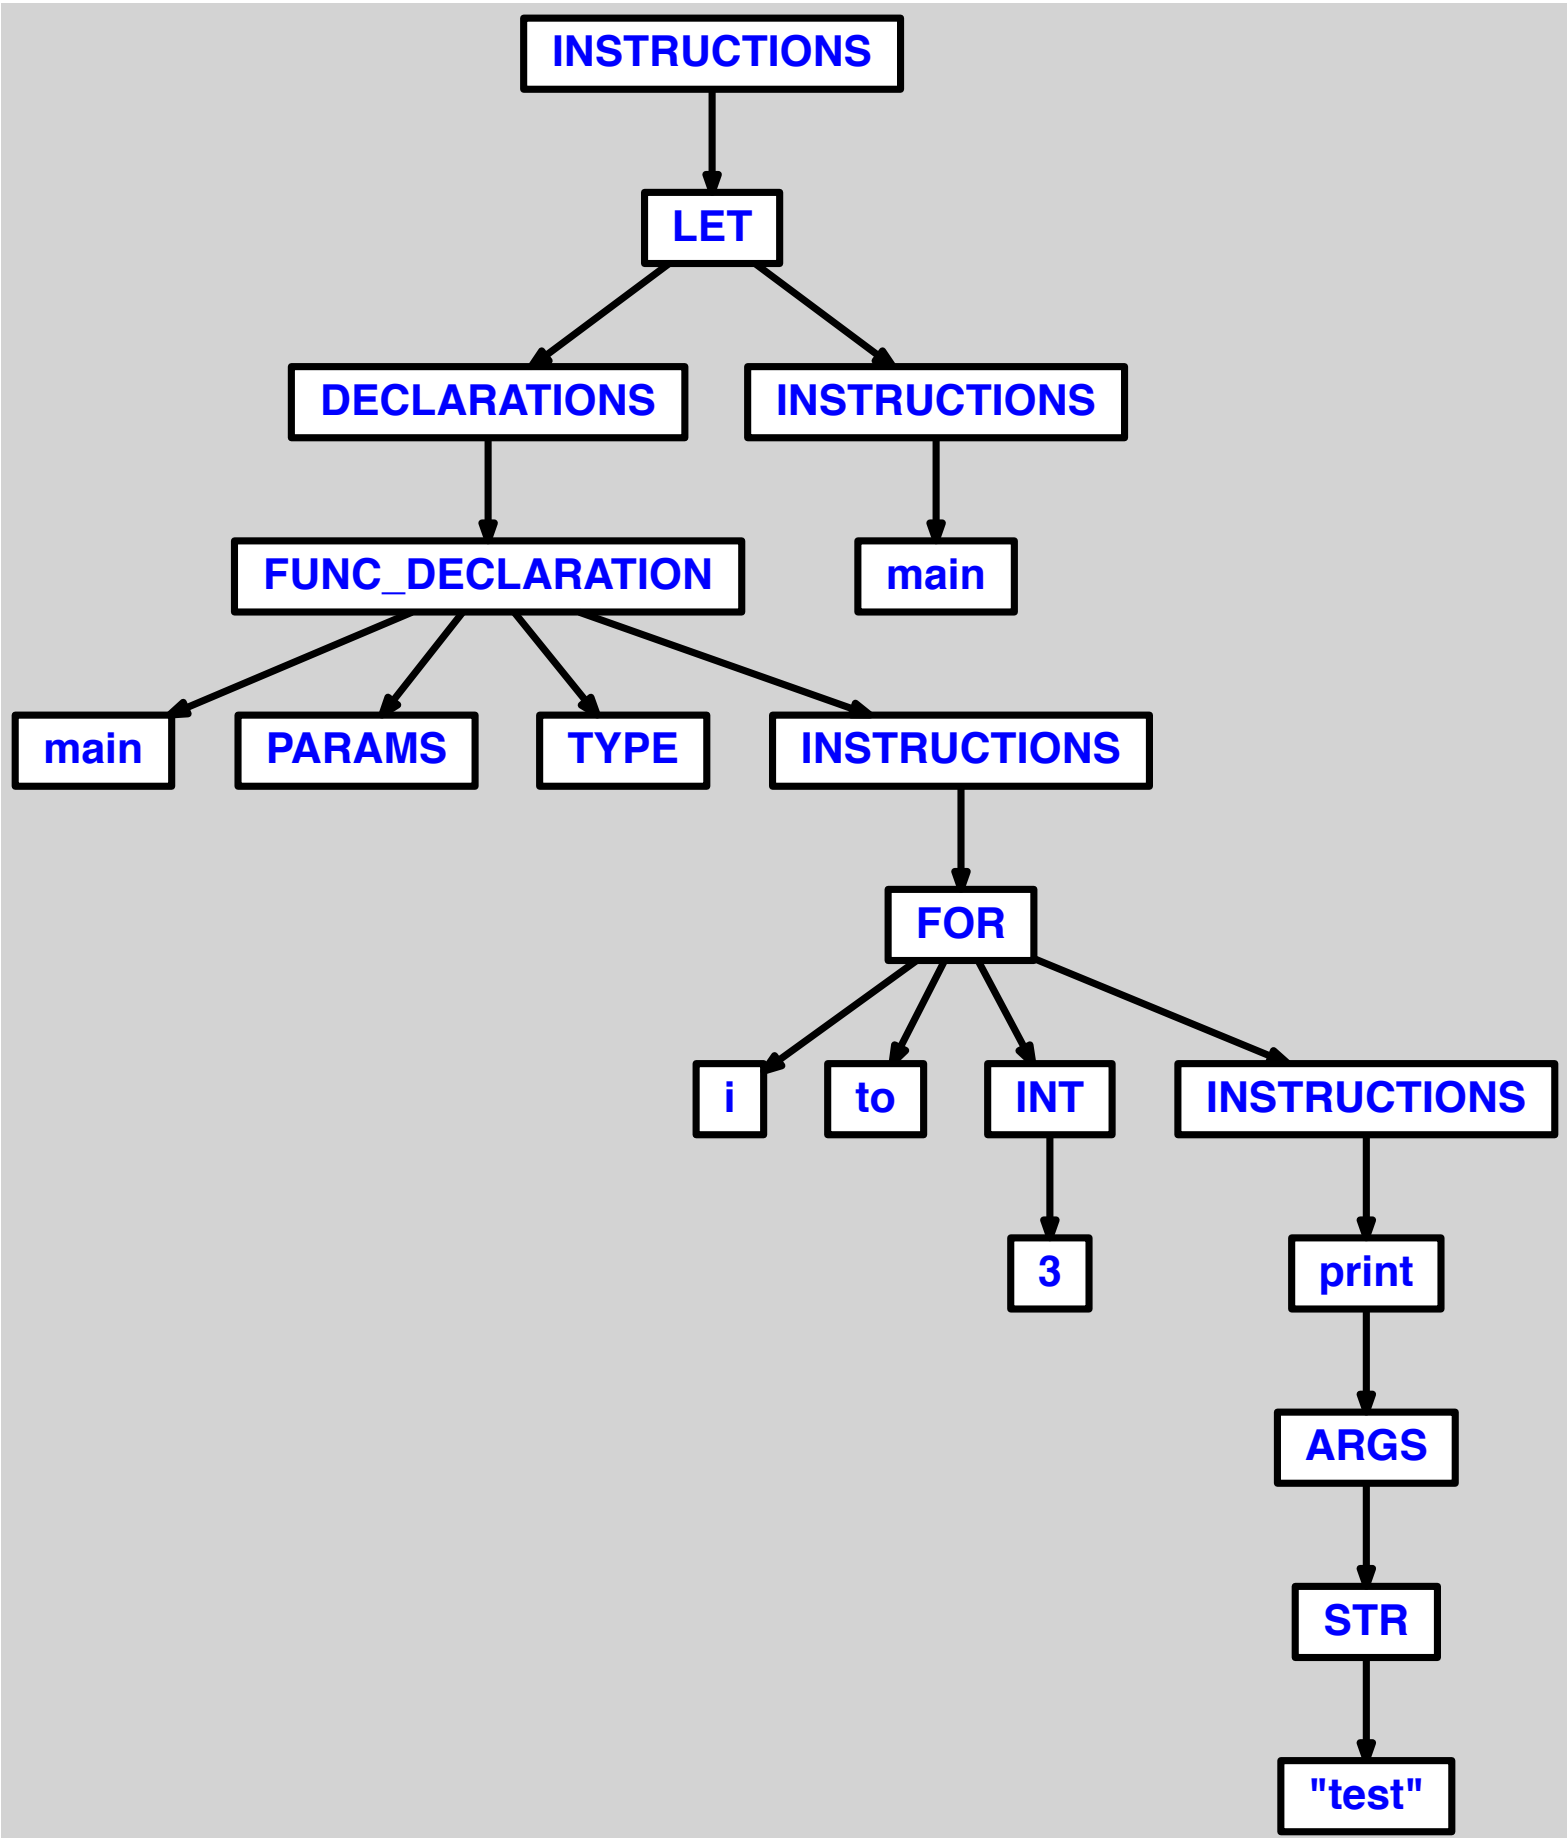 INSTRUCTIONS
LET
DECLARATIONS
INSTRUCTIONS
FUNC_DECLARATION
main
main
PARAMS
TYPE
INSTRUCTIONS
FOR
i
to
INT
INSTRUCTIONS
3
print
ARGS
STR
"test"